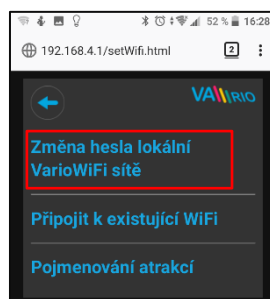 52 % 16:28
192.168.4.1/setWifi.html 2
VARIO
Změna hesla lokální
VarioWiFi sítě
Připojit k existující WiFi
Pojmenování atrakcí